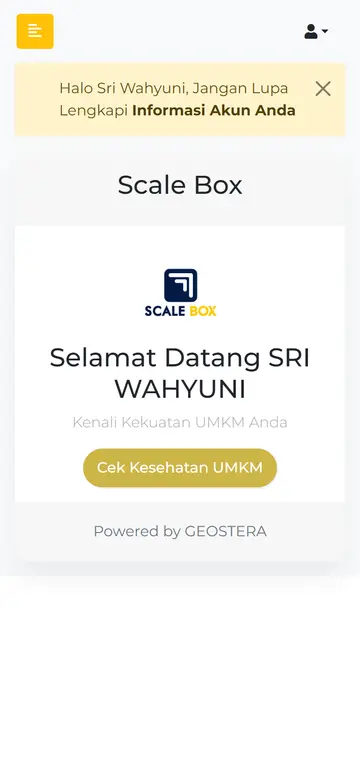 Halo Sri Wahyuni, Jangan Lupa
Lengkapi Informasi Akun Anda
Scale Box
SCALE BOX
Selamat Datang SRI
WAHYUNI
Kenali Kekuatan UMKM Anda
Cek Kesehatan UMKM
Powered by GEOSTERA